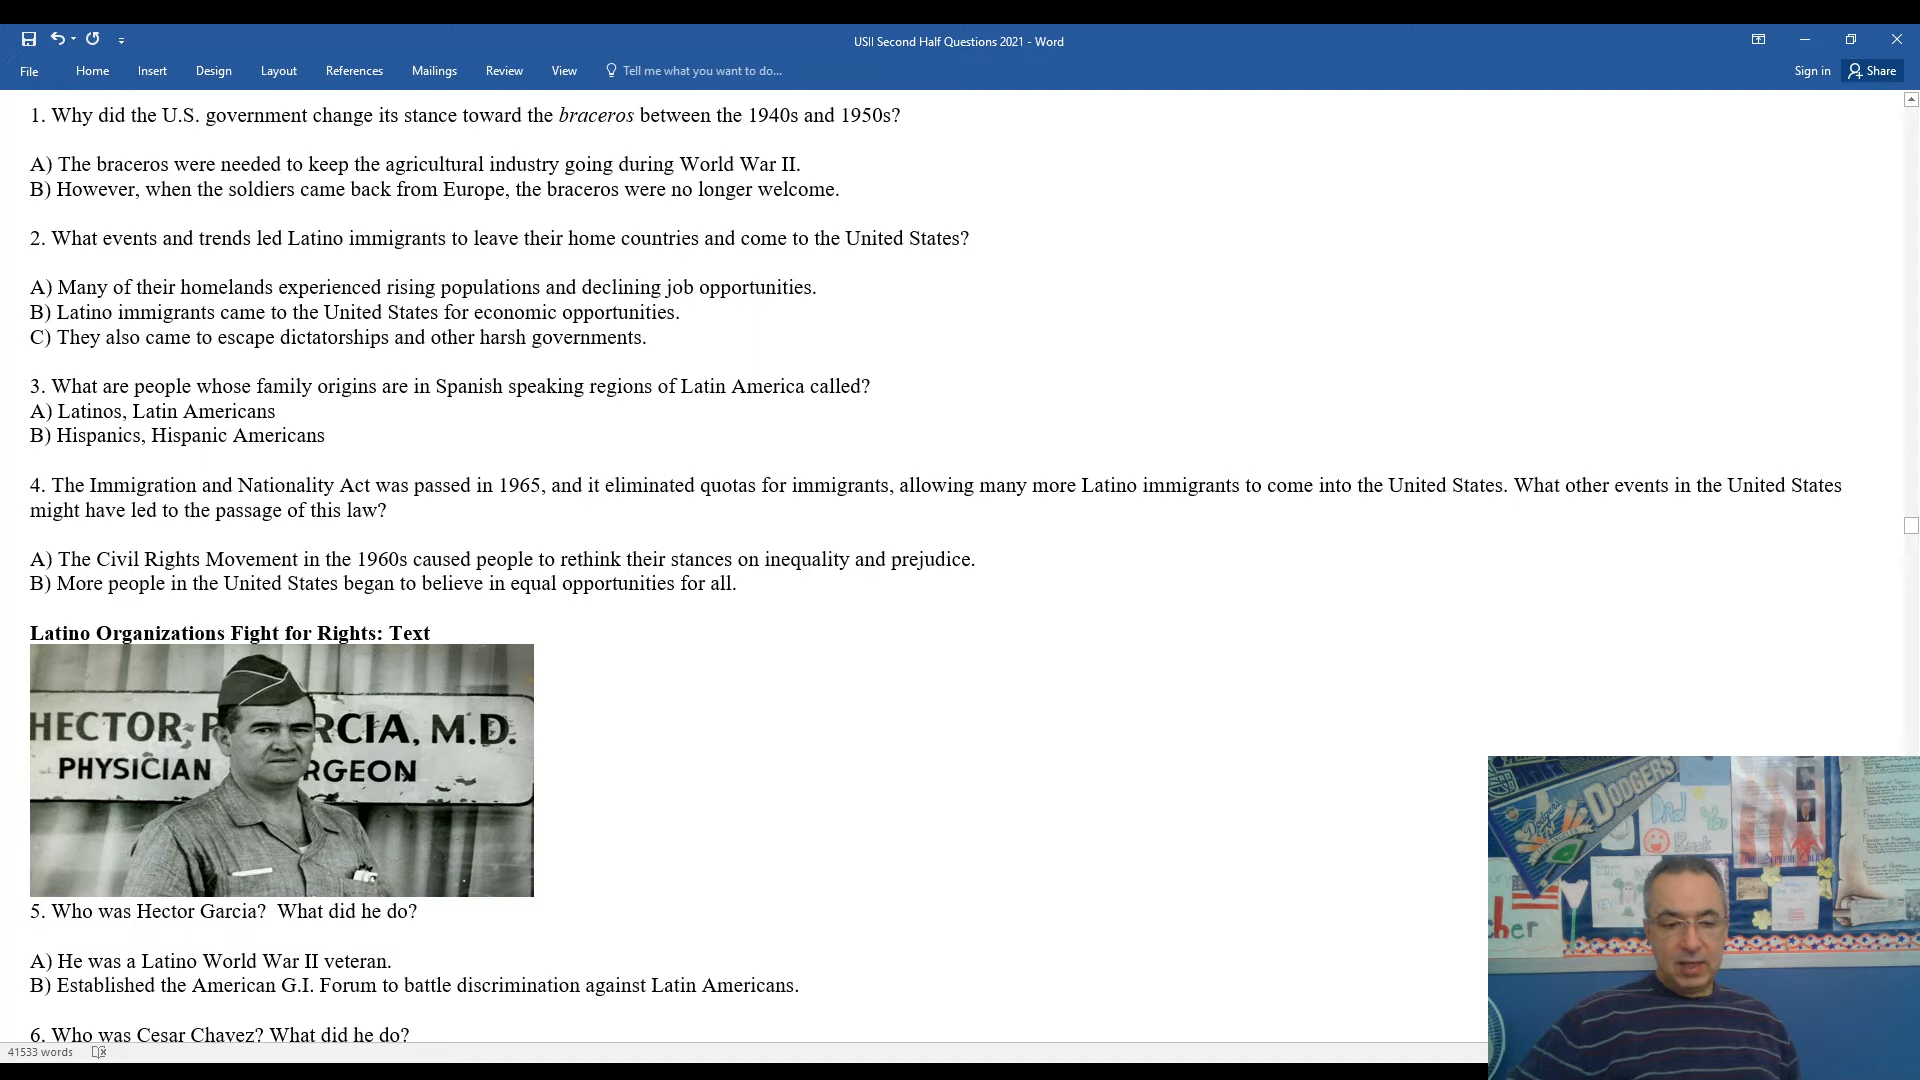 USII Second Half Questions 2021 - Word
File Home Insert Design Layout References Mailings Review View Tell me what you want to do... Sign in Share
1. Why did the U.S. government change its stance toward the braceros between the 1940s and 1950s?
A) The braceros were needed to keep the agricultural industry going during World War II.
B) However, when the soldiers came back from Europe, the braceros were no longer welcome.
2. What events and trends led Latino immigrants to leave their home countries and come to the United States?
A) Many of their homelands experienced rising populations and declining job opportunities.
B) Latino immigrants came to the United States for economic opportunities.
C) They also came to escape dictatorships and other harsh governments.
3. What are people whose family origins are in Spanish speaking regions of Latin America called?
A) Latinos, Latin Americans
B) Hispanics, Hispanic Americans
4. The Immigration and Nationality Act was passed in 1965, and it eliminated quotas for immigrants, allowing many more Latino immigrants to come into the United States. What other events in the United States
might have led to the passage of this law?
A) The Civil Rights Movement in the 1960s caused people to rethink their stances on inequality and prejudice.
B) More people in the United States began to believe in equal opportunities for all.
Latino Organizations Fight for Rights: Text
HECTOR P RCIA, M.D.
PHYSICIAN RGEON
5. Who was Hector Garcia?  What did he do?
A) He was a Latino World War II veteran.
B) Established the American G.I. Forum to battle discrimination against Latin Americans.
6. Who was Cesar Chavez? What did he do?
41533 words
DODGERS
Dodgers
Dad
Rock
cher